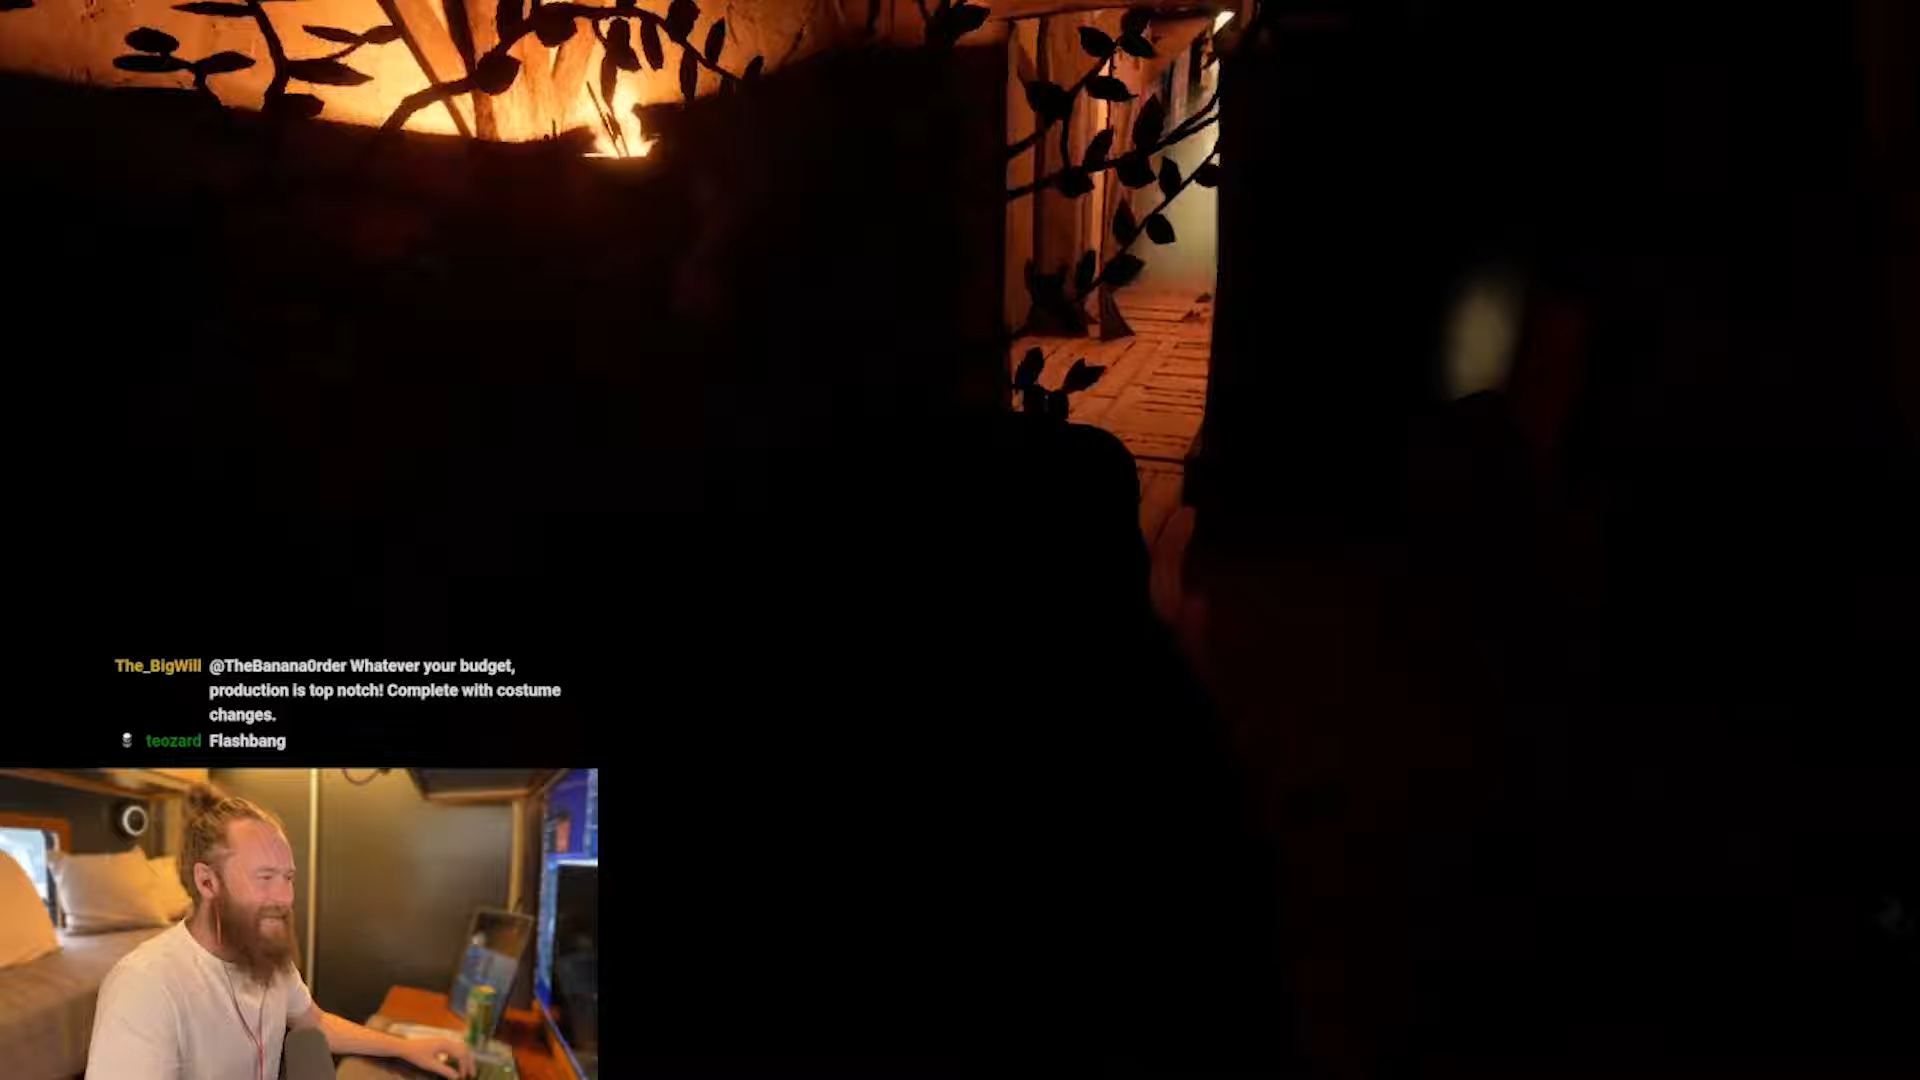 The_BigWill @TheBanana0rder Whatever your budget,
production is top notch! Complete with costume
changes.
teozard Flashbang